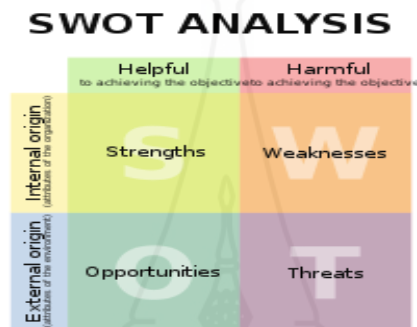 SWOT ANALYSIS
Helpful
to achieving the objective
Harmful
to achieving the objective
Internal origin
(attributes of the organization)
S
Strengths
W
Weaknesses
External origin
(attributes of the environment)
O
Opportunities
T
Threats